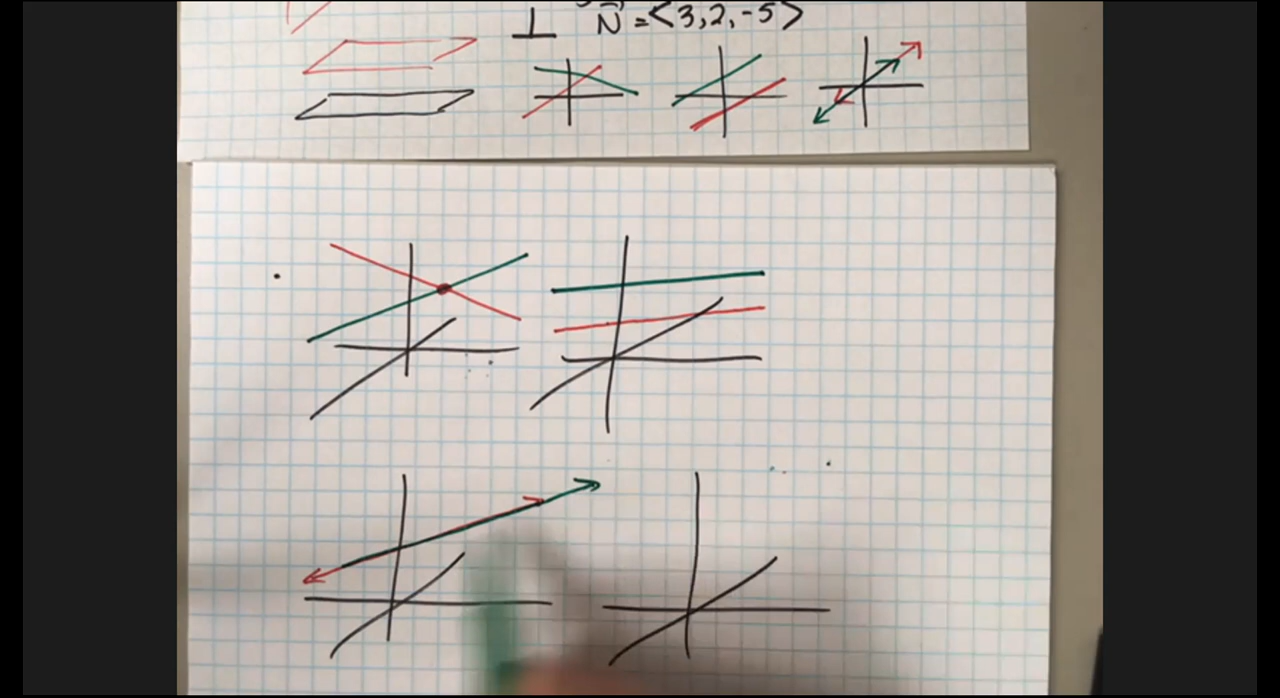 ⊥ N⃗ = <3, 2, -5>